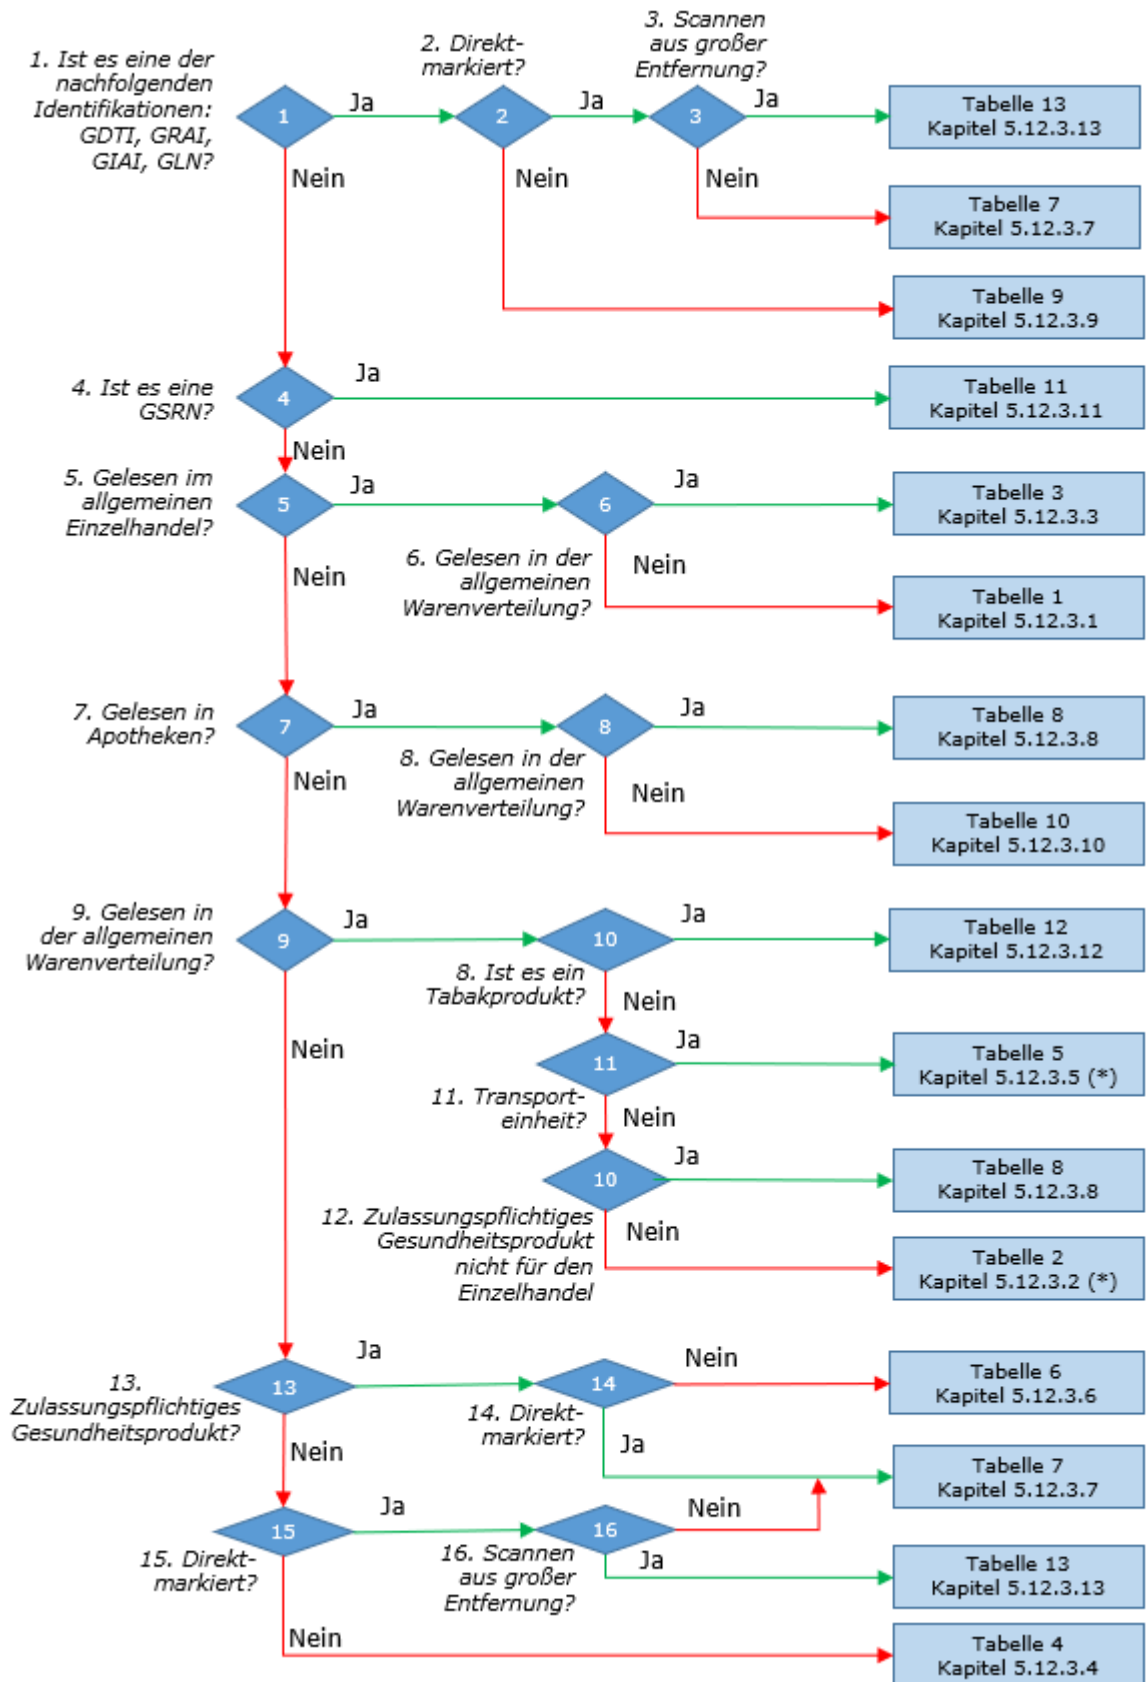 1. Ist es eine der
nachfolgenden
Identifikationen:
GDTI, GRAI,
GIAI, GLN?
1
Ja
2. Direkt-
markiert?
2
Ja
3. Scannen
aus großer
Entfernung?
3
Ja
Tabelle 13
Kapitel 5.12.3.13
Nein
Nein
Nein
Tabelle 7
Kapitel 5.12.3.7
Tabelle 9
Kapitel 5.12.3.9
4. Ist es eine
GSRN?
4
Ja
Tabelle 11
Kapitel 5.12.3.11
Nein
5. Gelesen im
allgemeinen
Einzelhandel?
5
Ja
6
Ja
Tabelle 3
Kapitel 5.12.3.3
Nein
6. Gelesen in der
allgemeinen
Warenverteilung?
Nein
Tabelle 1
Kapitel 5.12.3.1
7. Gelesen in
Apotheken?
7
Ja
8
Ja
Tabelle 8
Kapitel 5.12.3.8
Nein
8. Gelesen in der
allgemeinen
Warenverteilung?
Nein
Tabelle 10
Kapitel 5.12.3.10
9. Gelesen in
der allgemeinen
Warenverteilung?
9
Ja
10
Ja
Tabelle 12
Kapitel 5.12.3.12
8. Ist es ein
Tabakprodukt?
Nein
Nein
11
Ja
Tabelle 5
Kapitel 5.12.3.5 (*)
11. Transport-
einheit?
Nein
10
Ja
Tabelle 8
Kapitel 5.12.3.8
12. Zulassungspflichtiges
Gesundheitsprodukt
nicht für den
Einzelhandel
Nein
Tabelle 2
Kapitel 5.12.3.2 (*)
13.
Zulassungspflichtiges
Gesundheitsprodukt?
13
Ja
14
Nein
Tabelle 6
Kapitel 5.12.3.6
14. Direkt-
markiert?
Ja
Tabelle 7
Kapitel 5.12.3.7
Nein
15
Ja
16
Nein
15. Direkt-
markiert?
16. Scannen
aus großer
Entfernung?
Ja
Tabelle 13
Kapitel 5.12.3.13
Nein
Tabelle 4
Kapitel 5.12.3.4